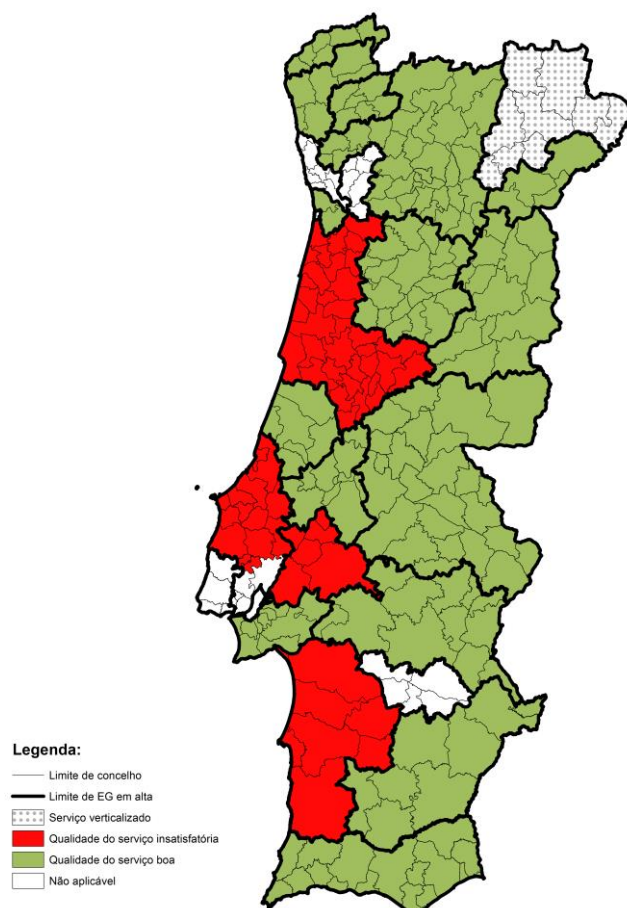 Legenda:
Limite de concelho
Limite de EG em alta
Serviço verticalizado
Qualidade do serviço insatisfatória
Qualidade do serviço boa
Não aplicável